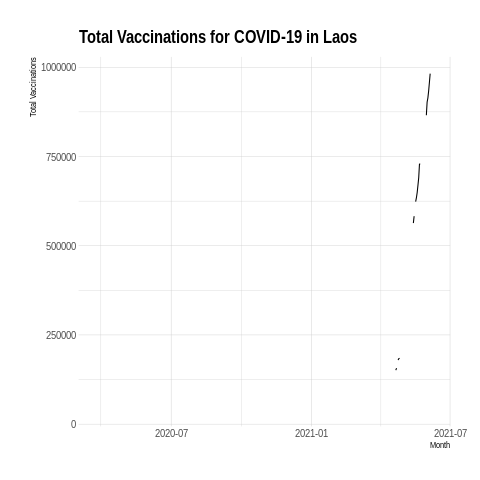 Total Vaccinations for COVID-19 in Laos
Total Vaccinations
1000000
750000
500000
250000
0
2020-07 2021-01 2021-07
Month